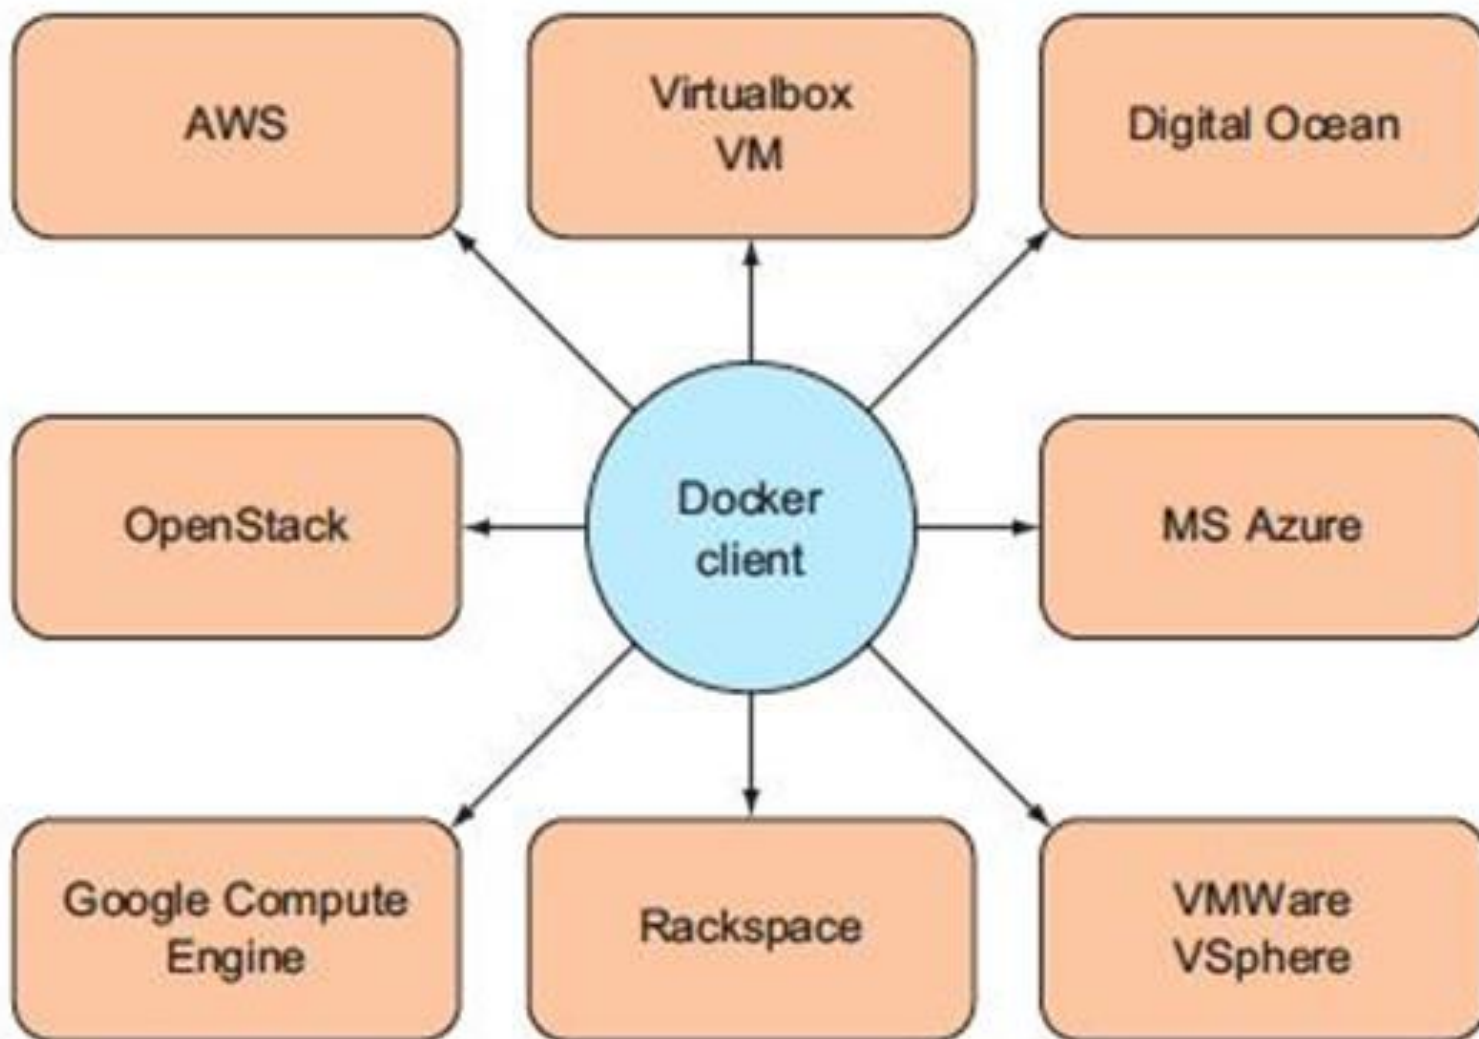 AWS
Virtualbox
VM
Digital Ocean
OpenStack
Docker
client
MS Azure
Google Compute
Engine
Rackspace
VMWare
VSphere